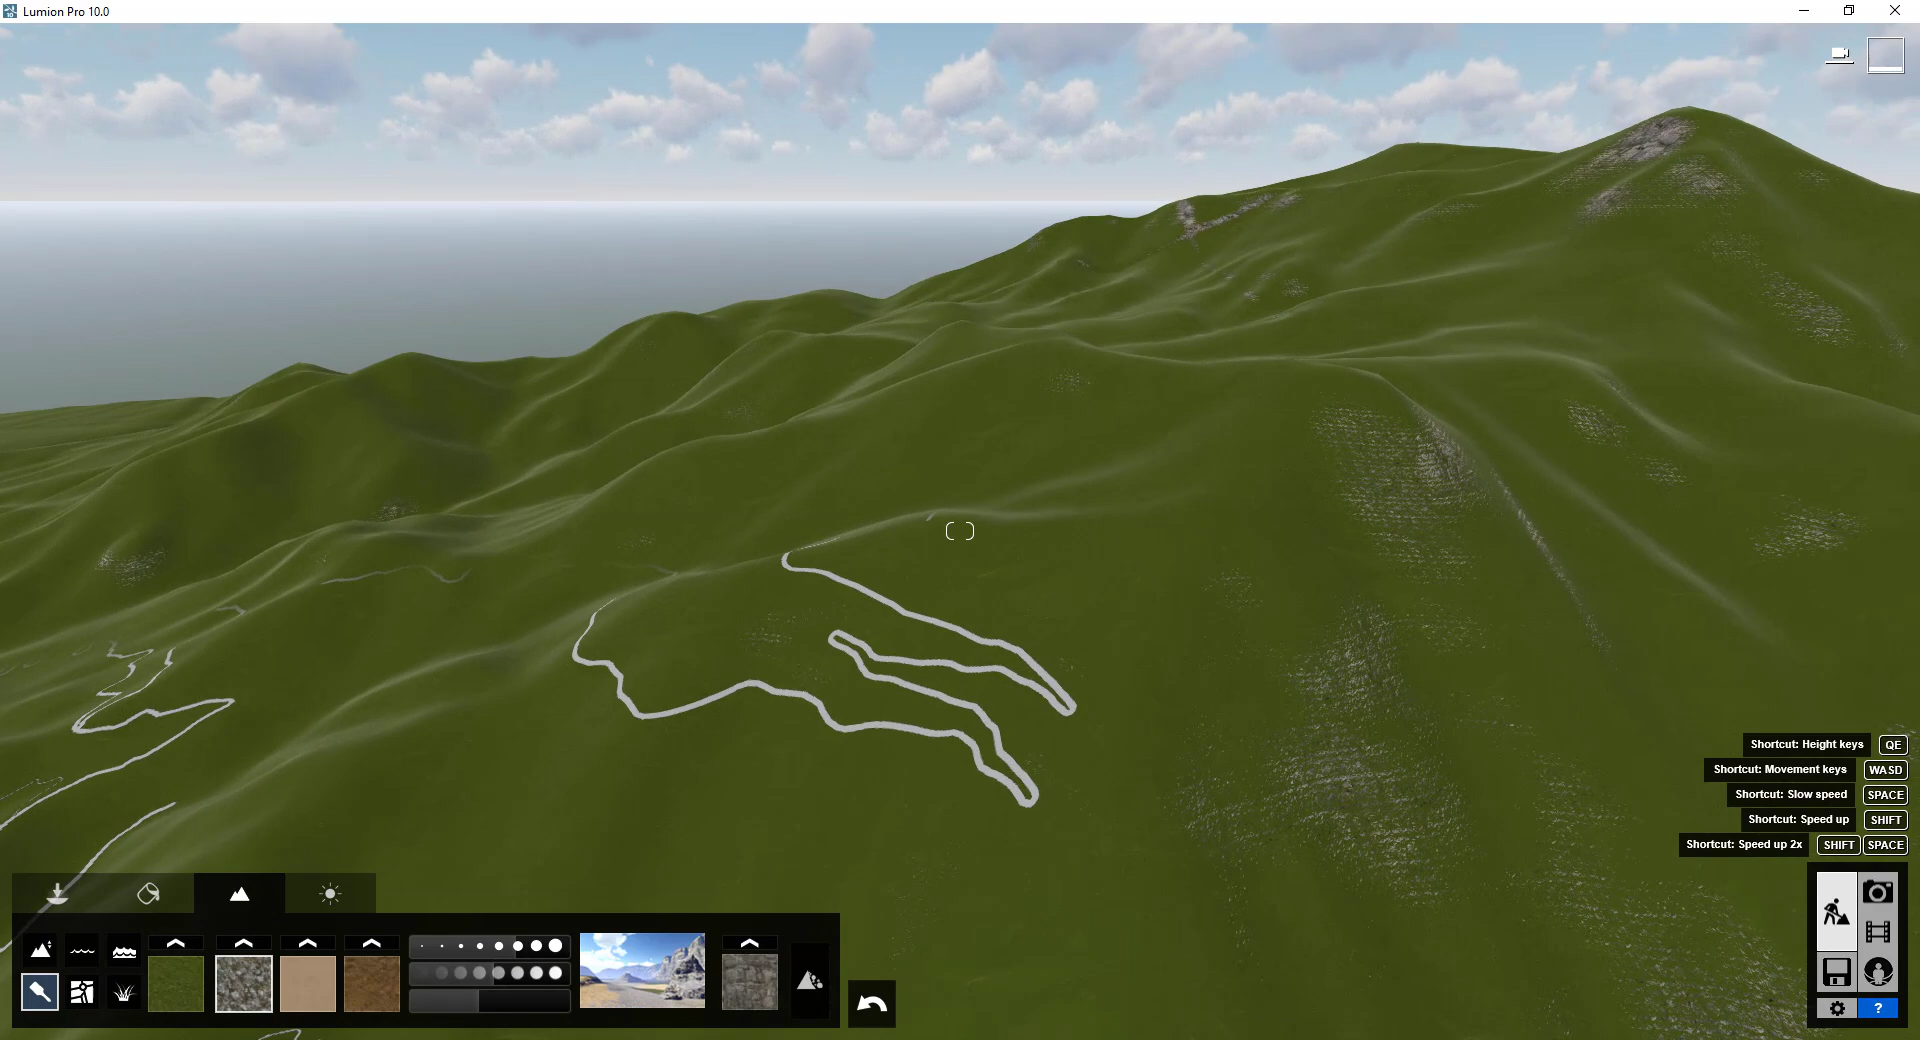 Lumion Pro 10.0
Shortcut: Height keys QE
Shortcut: Movement keys WASD
Shortcut: Slow speed SPACE
Shortcut: Speed up SHIFT
Shortcut: Speed up 2x SHIFT SPACE
?